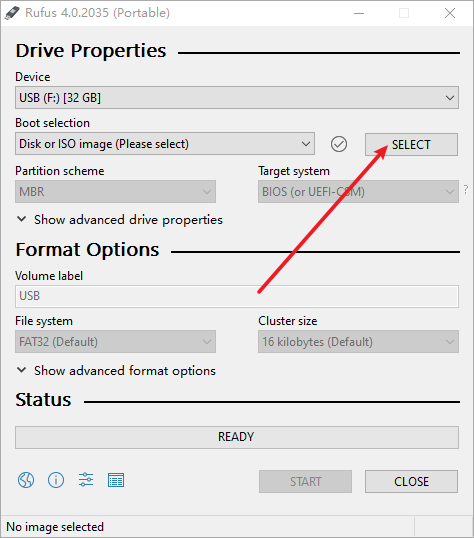 Rufus 4.0.2035 (Portable)
Drive Properties
Device
USB (F:) [32 GB]
Boot selection
Disk or ISO image (Please select)
SELECT
Partition scheme
Target system
MBR
BIOS (or UEFI-CSM)
?
Show advanced drive properties
Format Options
Volume label
USB
File system
Cluster size
FAT32 (Default)
16 kilobytes (Default)
Show advanced format options
Status
READY
START
CLOSE
No image selected